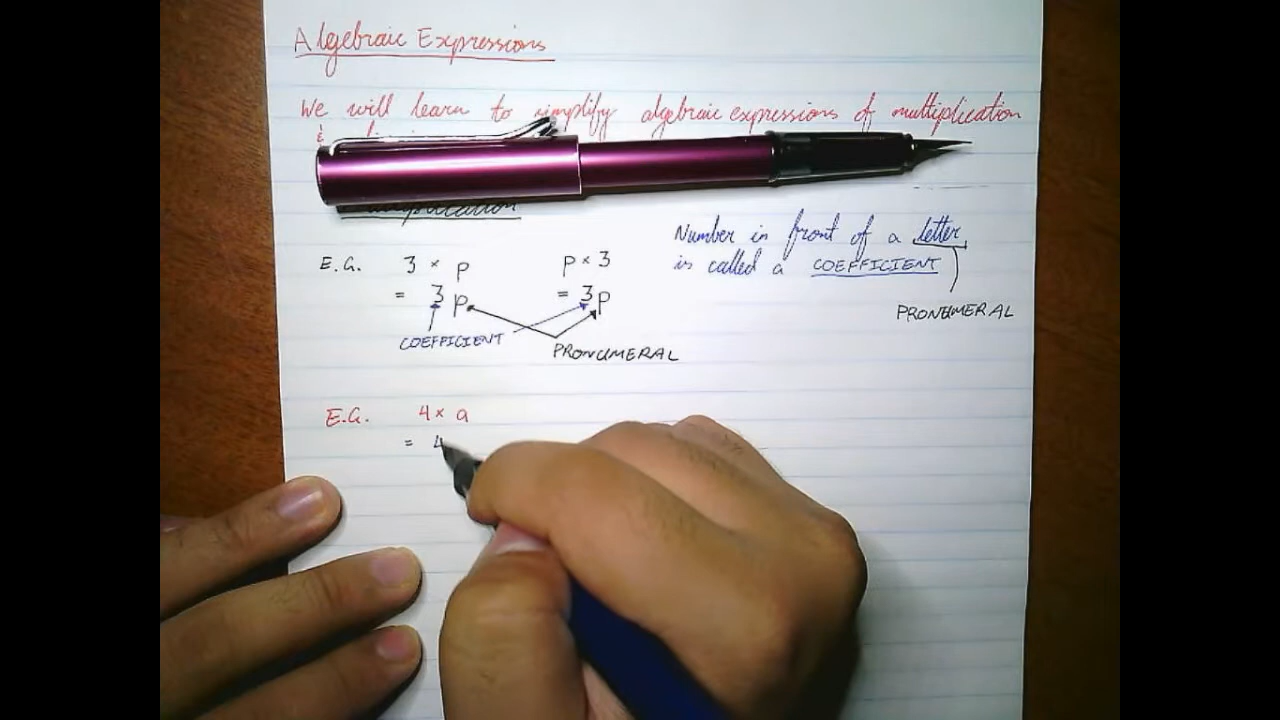 Algebraic Expressions
We will learn to simplify algebraic expressions of multiplication
&
E.G. 3 × p p × 3
= 3p = 3p
COEFFICIENT
PRONUMERAL
Number in front of a letter
is called a COEFFICIENT
PRONUMERAL
E.G. 4 × a
= 4